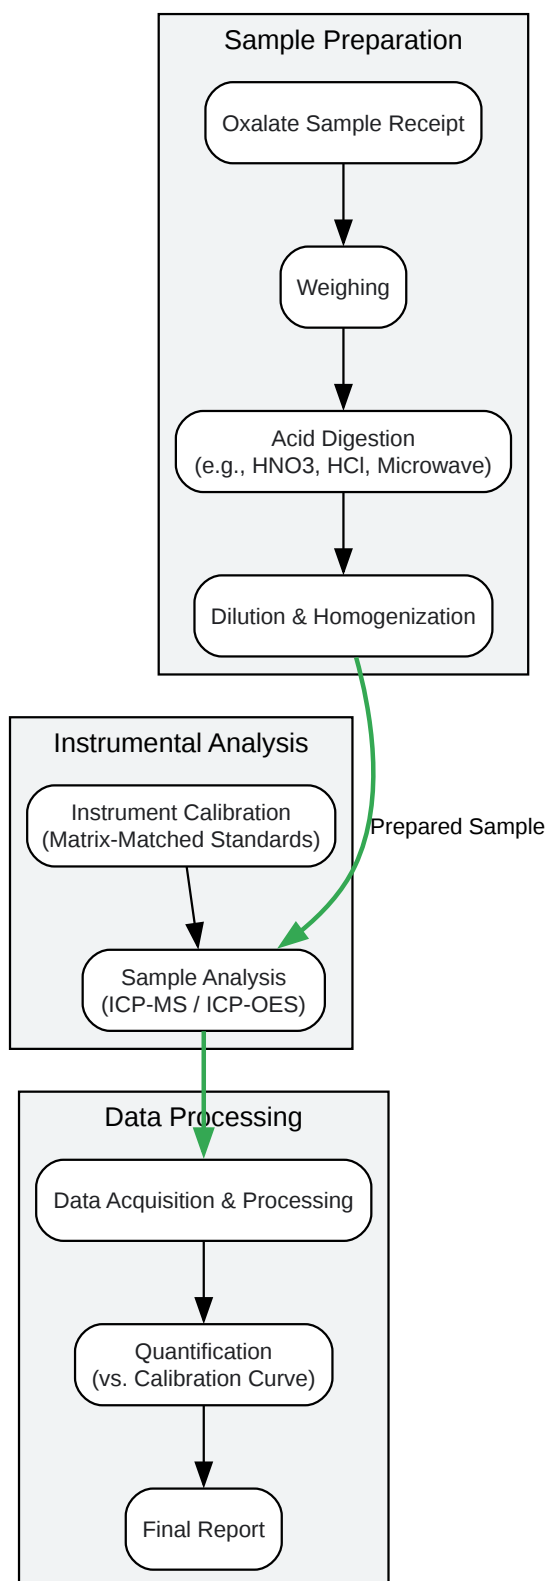 Sample Preparation
Oxalate Sample Receipt
Weighing
Acid Digestion
(e.g., HNO3, HCl, Microwave)
Dilution & Homogenization
Prepared Sample
Instrumental Analysis
Instrument Calibration
(Matrix-Matched Standards)
Sample Analysis
(ICP-MS / ICP-OES)
Data Processing
Data Acquisition & Processing
Quantification
(vs. Calibration Curve)
Final Report